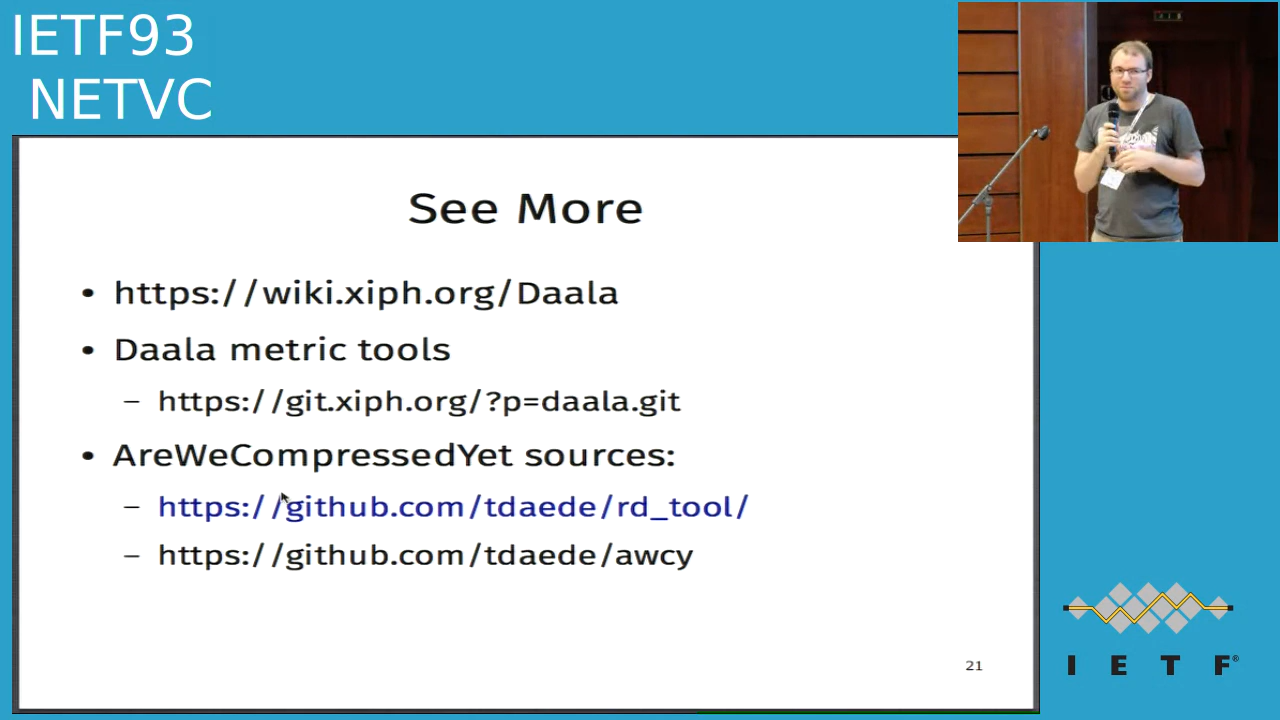 IETF93
NETVC
See More
• https://wiki.xiph.org/Daala
• Daala metric tools
– https://git.xiph.org/?p=daala.git
• AreWeCompressedYet sources:
– https://github.com/tdaede/rd_tool/
– https://github.com/tdaede/awcy
21
I E T F®